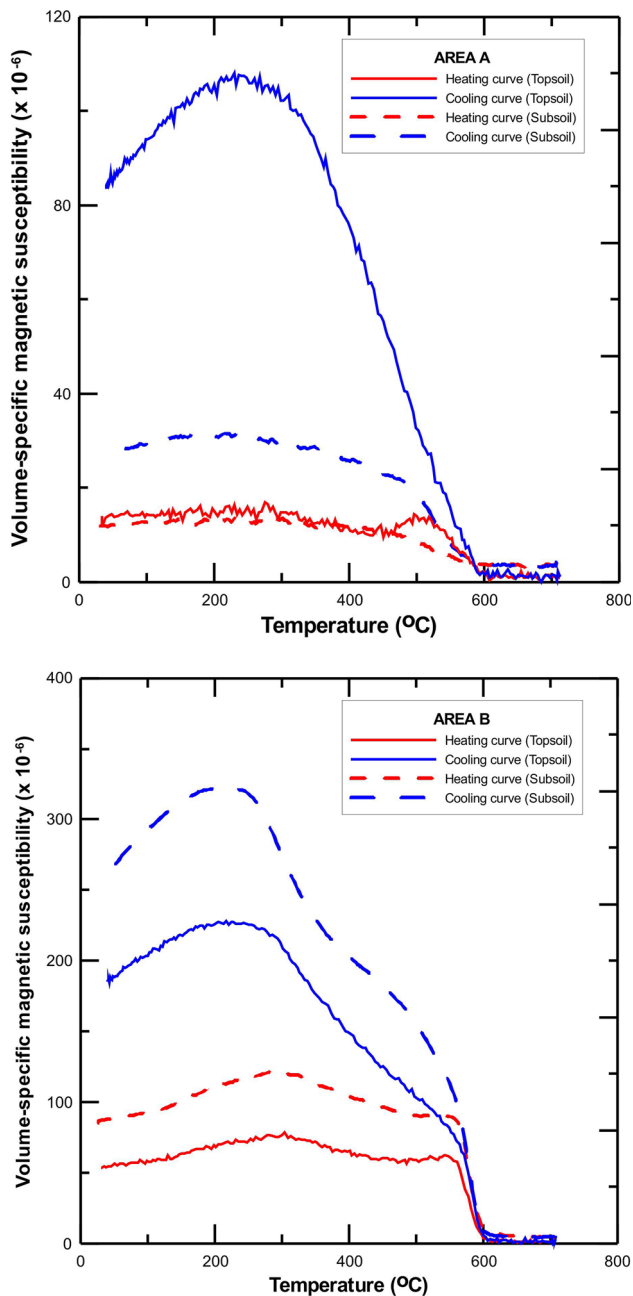 120
AREA A
Heating curve (Topsoil)
Cooling curve (Topsoil)
Heating curve (Subsoil)
Cooling curve (Subsoil)
80
40
0
Volume-specific magnetic susceptibility (x 10⁻⁶)
0 200 400 600 800
Temperature (ºC)
400
AREA B
Heating curve (Topsoil)
Cooling curve (Topsoil)
Heating curve (Subsoil)
Cooling curve (Subsoil)
300
200
100
0
Volume-specific magnetic susceptibility (x 10⁻⁶)
0 200 400 600 800
Temperature (ºC)